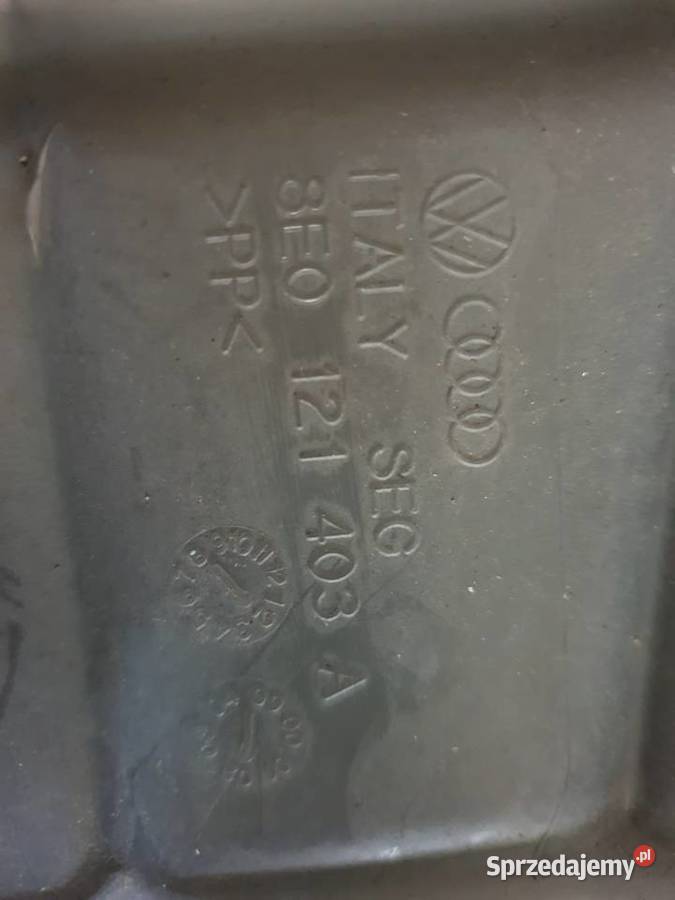 ITALY SEG
8E0 121 403 A
>PP<
Sprzedajemy.pl